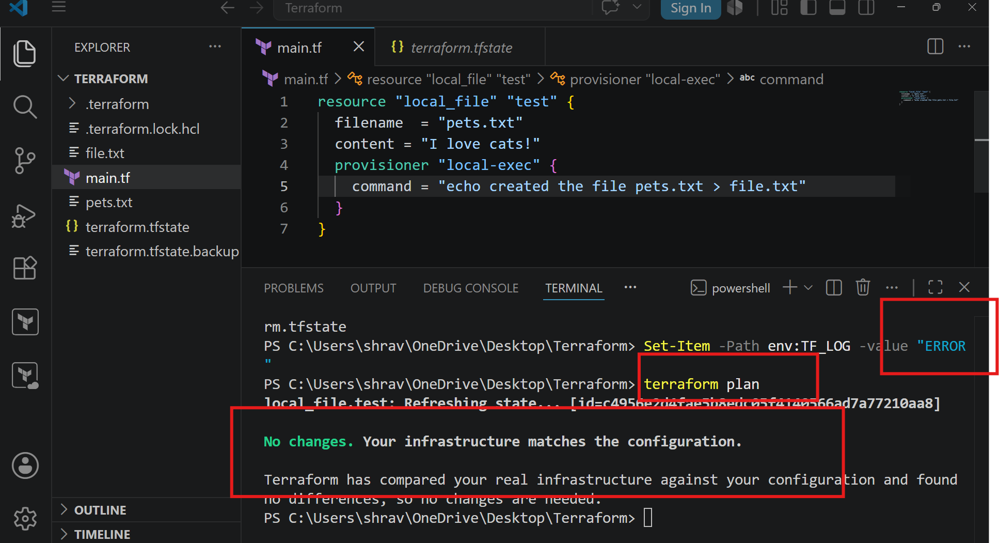 Terraform
Sign In
EXPLORER
TERRAFORM
.terraform
.terraform.lock.hcl
file.txt
main.tf
pets.txt
terraform.tfstate
terraform.tfstate.backup
OUTLINE
TIMELINE
main.tf
{} terraform.tfstate
main.tf > resource "local_file" "test" > provisioner "local-exec" > abc command
1 resource "local_file" "test" {
2 filename  = "pets.txt"
3 content = "I love cats!"
4 provisioner "local-exec" {
5 command = "echo created the file pets.txt > file.txt"
6 }
7 }
PROBLEMS OUTPUT DEBUG CONSOLE TERMINAL ... powershell
rm.tfstate
PS C:\Users\shrav\OneDrive\Desktop\Terraform> Set-Item -Path env:TF_LOG -value "ERROR
"
PS C:\Users\shrav\OneDrive\Desktop\Terraform> terraform plan
local_file.test: Refreshing state... [id=c4956e2d4fae5b8edc05f4140566ad7a77210aa8]
No changes. Your infrastructure matches the configuration.
Terraform has compared your real infrastructure against your configuration and found
no differences, so no changes are needed.
PS C:\Users\shrav\OneDrive\Desktop\Terraform>